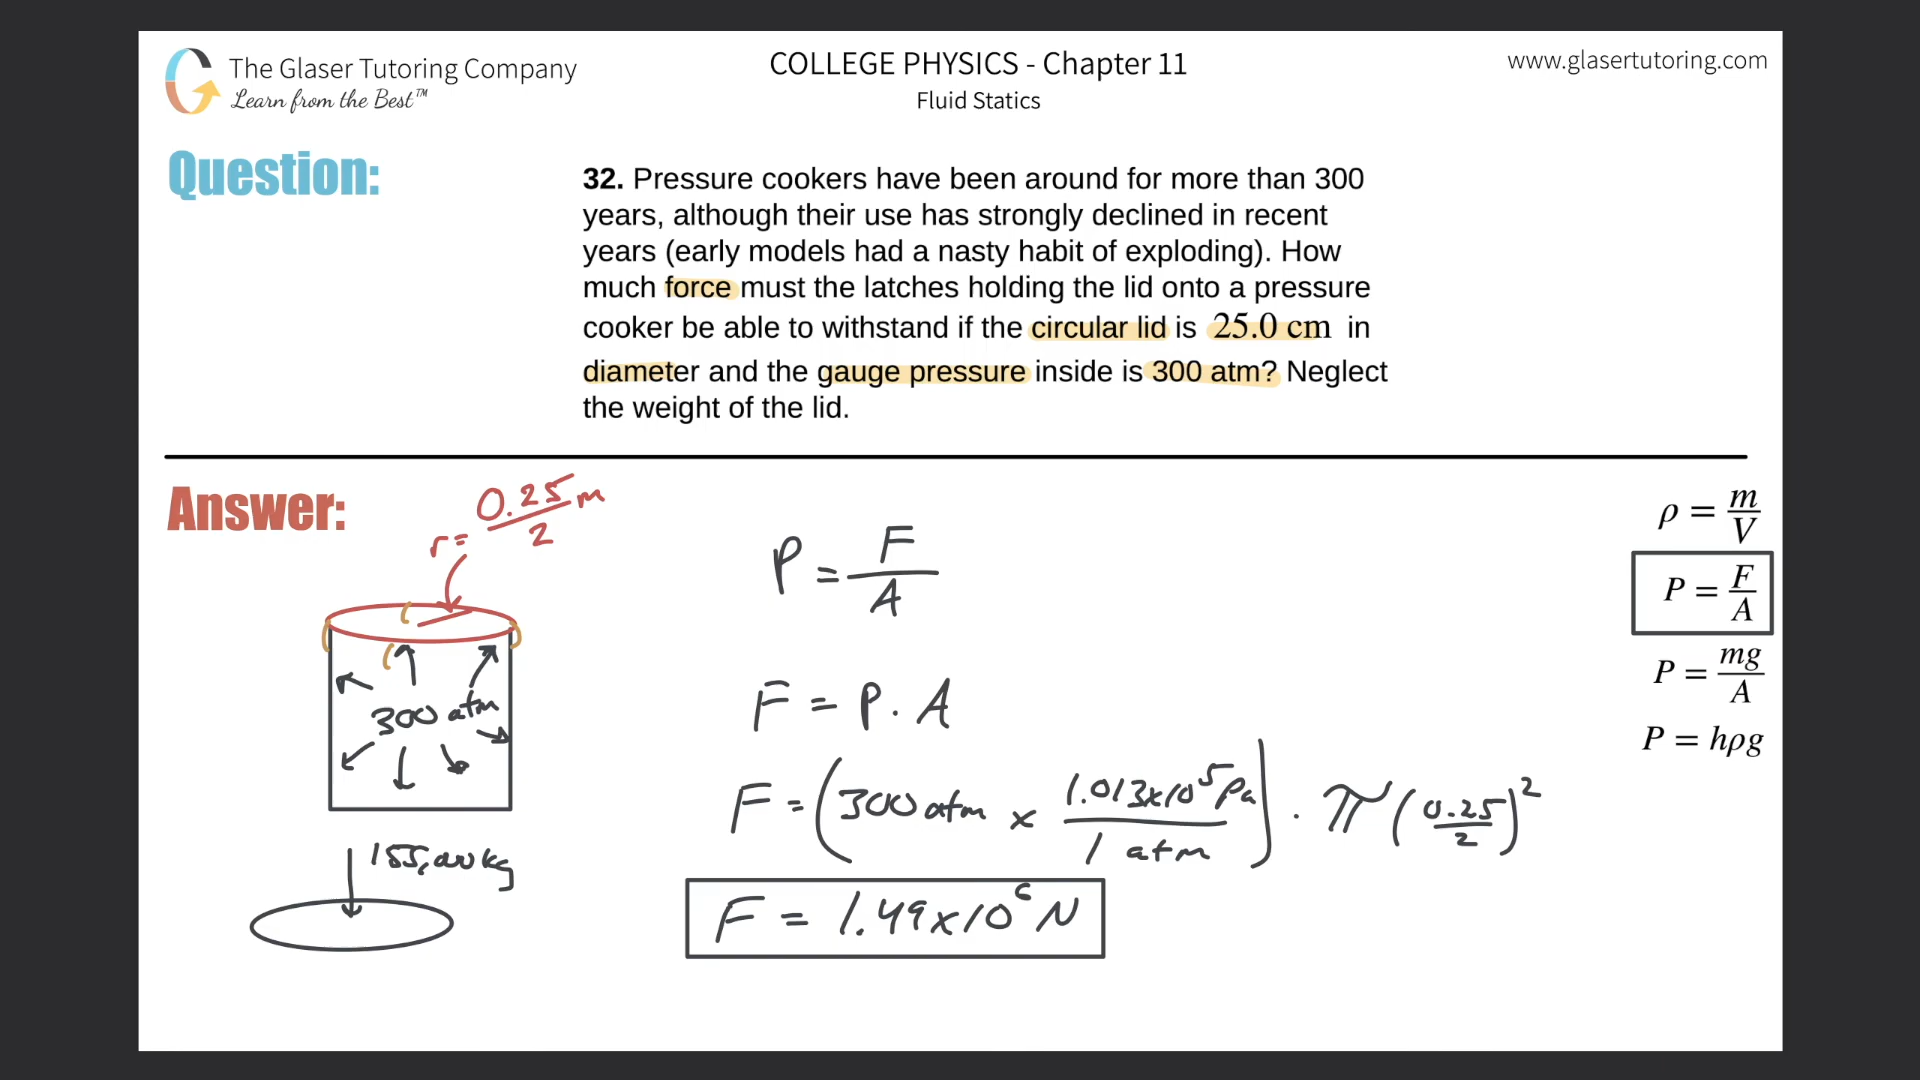 The Glaser Tutoring Company
Learn from the Best™
COLLEGE PHYSICS - Chapter 11
Fluid Statics
www.glasertutoring.com
Question:
32. Pressure cookers have been around for more than 300
years, although their use has strongly declined in recent
years (early models had a nasty habit of exploding). How
much force must the latches holding the lid onto a pressure
cooker be able to withstand if the circular lid is 25.0 cm in
diameter and the gauge pressure inside is 300 atm? Neglect
the weight of the lid.
Answer:
r = 0.25 m / 2
300 atm
155,000 kg
P = F / A
F = P · A
F = (300 atm x 1.013x10⁵ Pa / 1 atm) · π (0.25 / 2)²
F = 1.49x10⁶ N
ρ = m / V
P = F / A
P = mg / A
P = hρg